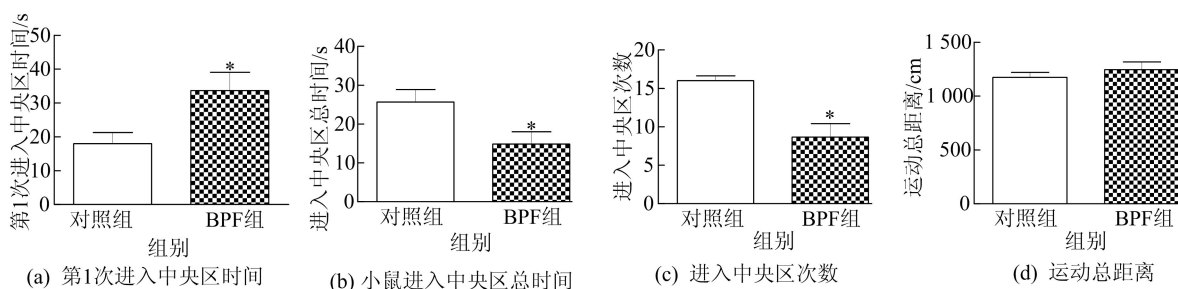 第1次进入中央区时间/s
50
40
30
20
10
0
*
对照组
BPF组
组别
(a) 第1次进入中央区时间
进入中央区总时间/s
40
30
20
10
0
*
对照组
BPF组
组别
(b) 小鼠进入中央区总时间
进入中央区次数
20
15
10
5
0
*
对照组
BPF组
组别
(c) 进入中央区次数
运动总距离/cm
1 500
1 000
500
0
对照组
BPF组
组别
(d) 运动总距离